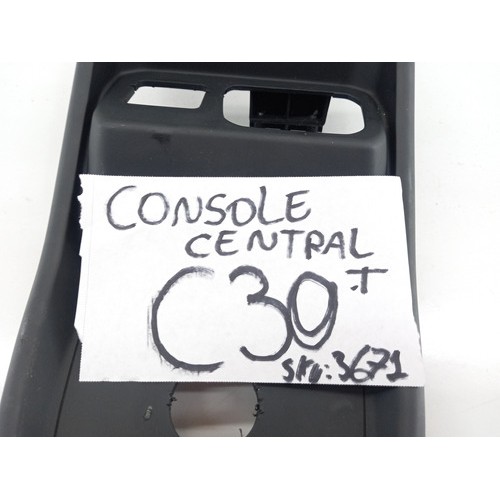 CONSOLE
CENTRAL
C30.T
SKU:3671